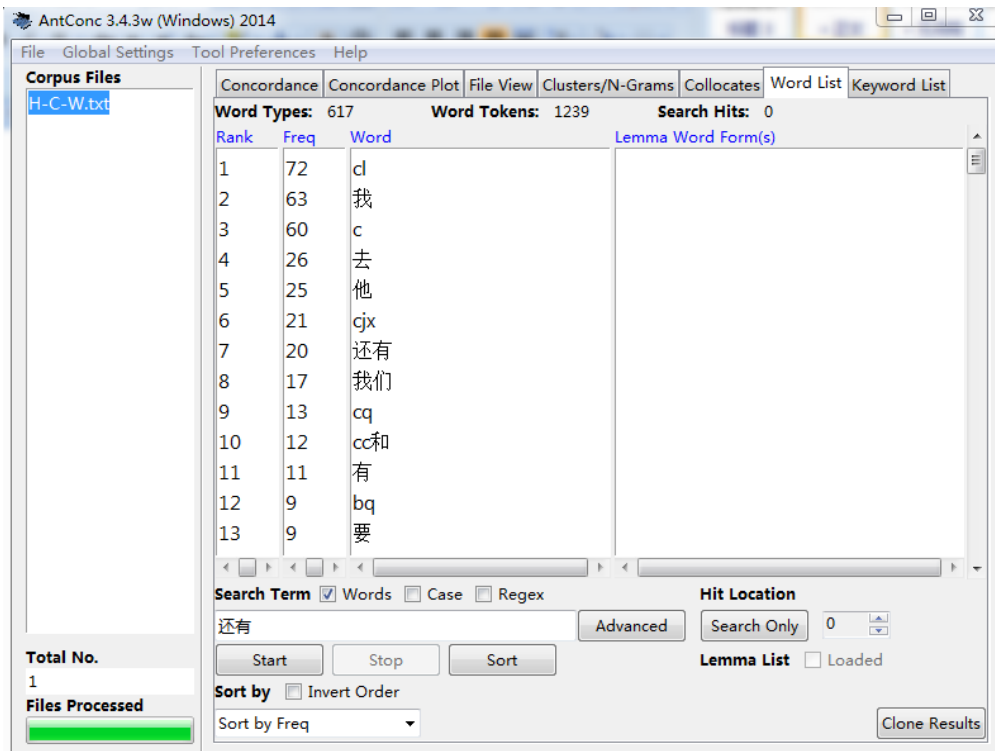 AntConc 3.4.3w (Windows) 2014
File Global Settings Tool Preferences Help
Corpus Files
H-C-W.txt
Concordance Concordance Plot File View Clusters/N-Grams Collocates Word List Keyword List
Word Types: 617 Word Tokens: 1239 Search Hits: 0
Rank Freq Word Lemma Word Form(s)
1 72 cl
2 63 我
3 60 c
4 26 去
5 25 他
6 21 cjx
7 20 还有
8 17 我们
9 13 cq
10 12 cc和
11 11 有
12 9 bq
13 9 要
Search Term Words Case Regex Hit Location
还有 Advanced Search Only 0
Total No.
1
Start Stop Sort Lemma List Loaded
Files Processed
Sort by Invert Order
Sort by Freq Clone Results